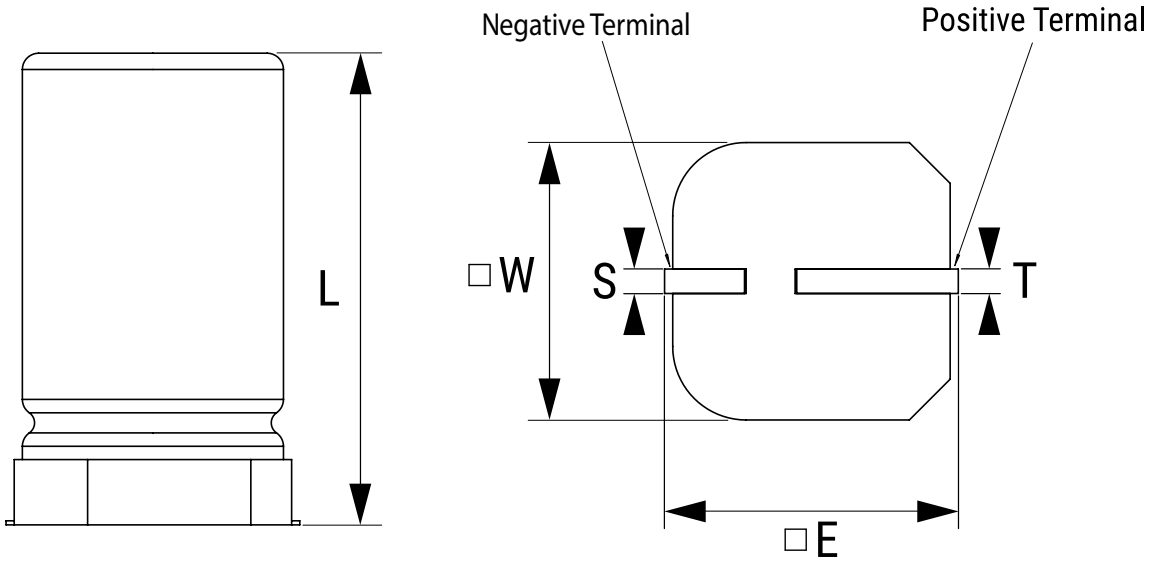 Negative Terminal
Positive Terminal
L
□ W
S
T
□ E